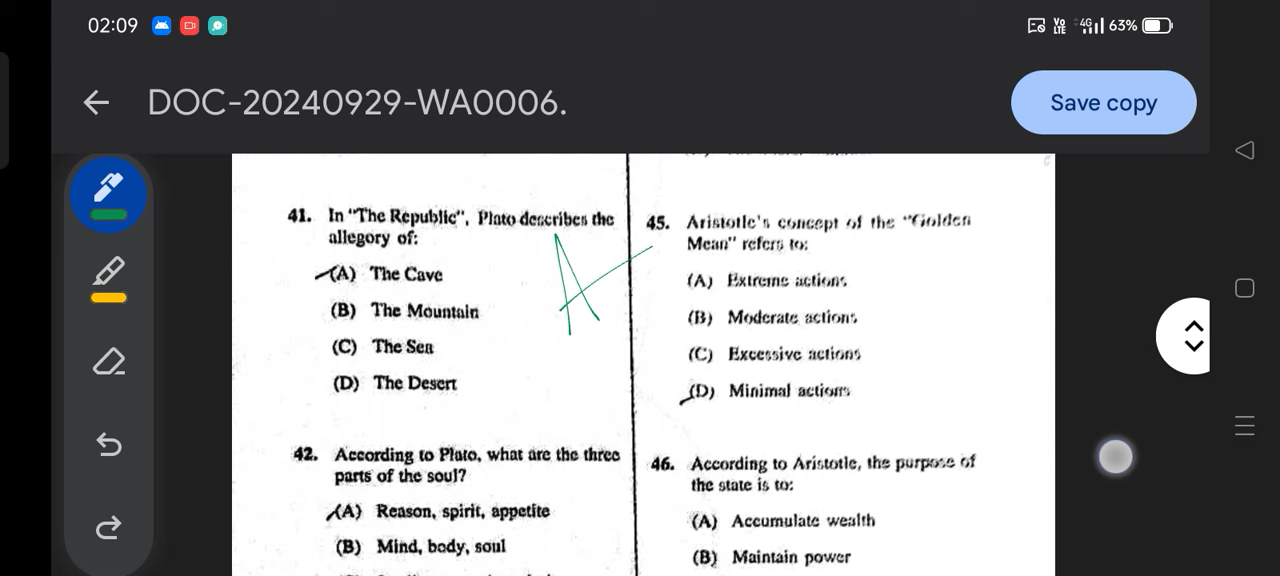 02:09
Vo LTE 4G 63%
DOC-20240929-WA0006.
Save copy
41. In "The Republic", Plato describes the
allegory of:
(A) The Cave
(B) The Mountain
(C) The Sea
(D) The Desert
A
42. According to Plato, what are the three
parts of the soul?
(A) Reason, spirit, appetite
(B) Mind, body, soul
45. Aristotle's concept of the "Golden
Mean" refers to:
(A) Extreme actions
(B) Moderate actions
(C) Excessive actions
(D) Minimal actions
46. According to Aristotle, the purpose of
the state is to:
(A) Accumulate wealth
(B) Maintain power